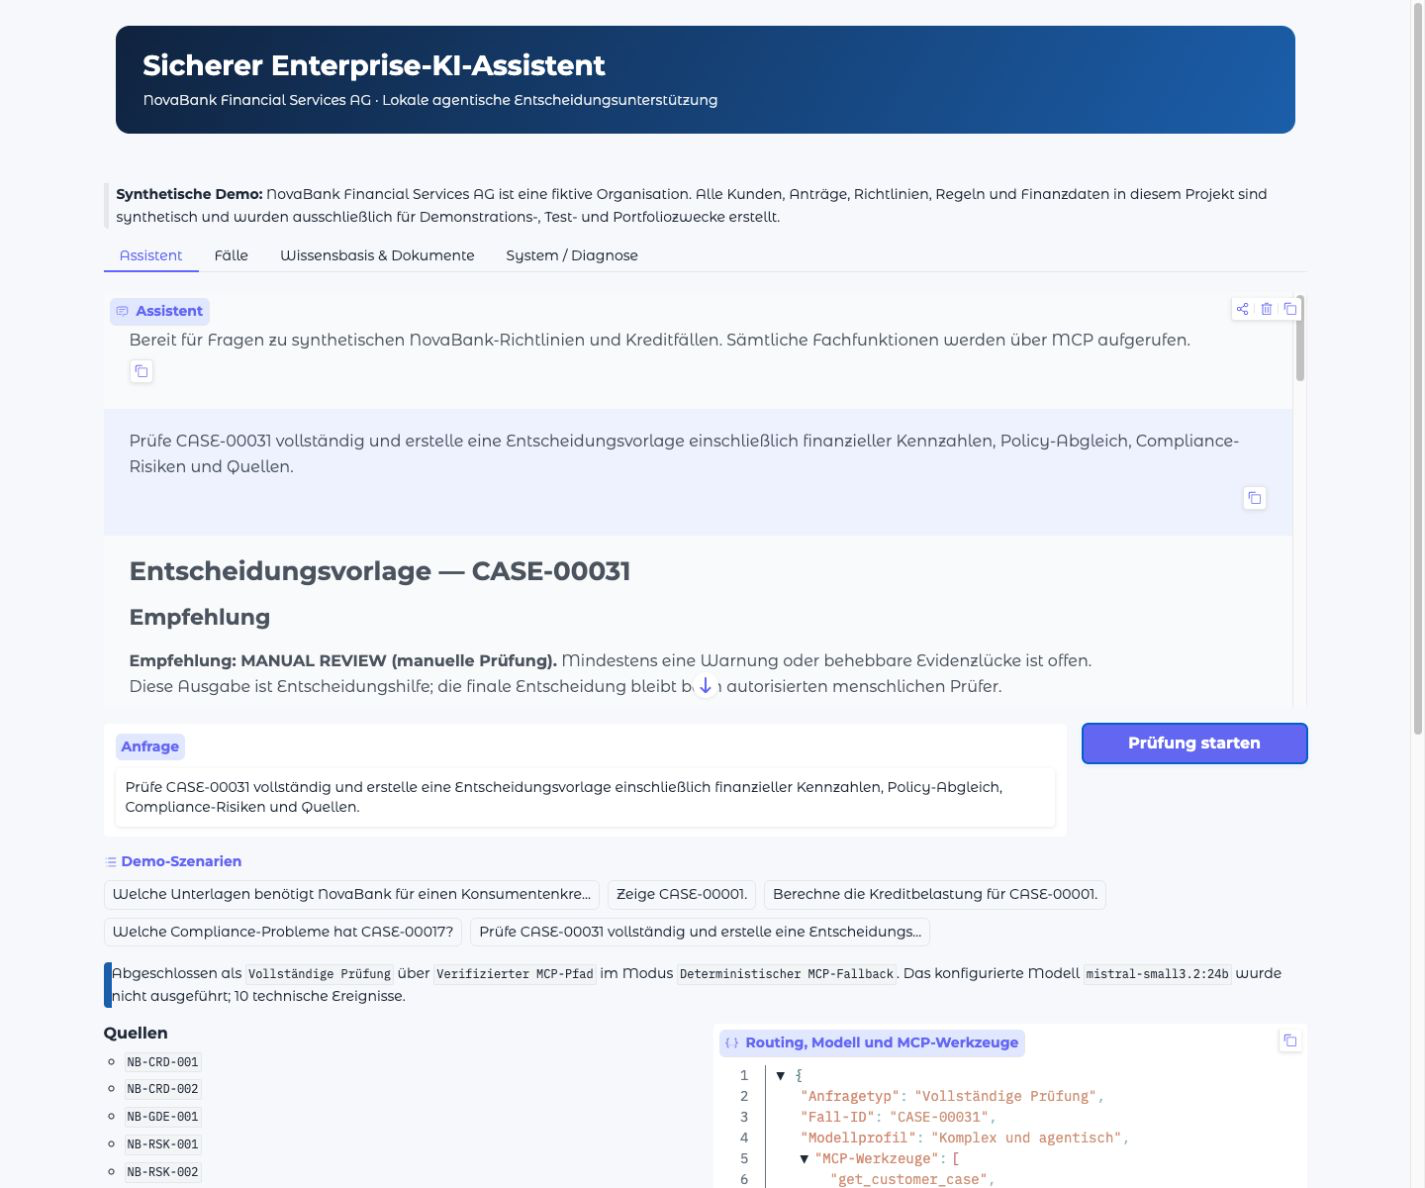 Sicherer Enterprise-KI-Assistent
NovaBank Financial Services AG · Lokale agentische Entscheidungsunterstützung
Synthetische Demo: NovaBank Financial Services AG ist eine fiktive Organisation. Alle Kunden, Anträge, Richtlinien, Regeln und Finanzdaten in diesem Projekt sind
synthetisch und wurden ausschließlich für Demonstrations-, Test- und Portfoliozwecke erstellt.
Assistent Fälle Wissensbasis & Dokumente System / Diagnose
Assistent
Bereit für Fragen zu synthetischen NovaBank-Richtlinien und Kreditfällen. Sämtliche Fachfunktionen werden über MCP aufgerufen.
Prüfe CASE-00031 vollständig und erstelle eine Entscheidungsvorlage einschließlich finanzieller Kennzahlen, Policy-Abgleich, Compliance-
Risiken und Quellen.
Entscheidungsvorlage — CASE-00031
Empfehlung
Empfehlung: MANUAL REVIEW (manuelle Prüfung). Mindestens eine Warnung oder behebbare Evidenzlücke ist offen.
Diese Ausgabe ist Entscheidungshilfe; die finale Entscheidung bleibt autorisierten menschlichen Prüfer.
Anfrage
Prüfung starten
Prüfe CASE-00031 vollständig und erstelle eine Entscheidungsvorlage einschließlich finanzieller Kennzahlen, Policy-Abgleich,
Compliance-Risiken und Quellen.
Demo-Szenarien
Welche Unterlagen benötigt NovaBank für einen Konsumentenkre... Zeige CASE-00001. Berechne die Kreditbelastung für CASE-00001.
Welche Compliance-Probleme hat CASE-00017? Prüfe CASE-00031 vollständig und erstelle eine Entscheidungs...
Abgeschlossen als Vollständige Prüfung über Verifizierter MCP-Pfad im Modus Deterministischer MCP-Fallback. Das konfigurierte Modell mistral-small3.2:24b wurde
nicht ausgeführt; 10 technische Ereignisse.
Quellen
NB-CRD-001
NB-CRD-002
NB-GDE-001
NB-RSK-001
NB-RSK-002
Routing, Modell und MCP-Werkzeuge
1 {
2 "Anfragetyp": "Vollständige Prüfung",
3 "Fall-ID": "CASE-00031",
4 "Modellprofil": "Komplex und agentisch",
5 "MCP-Werkzeuge": [
6 "get_customer_case",